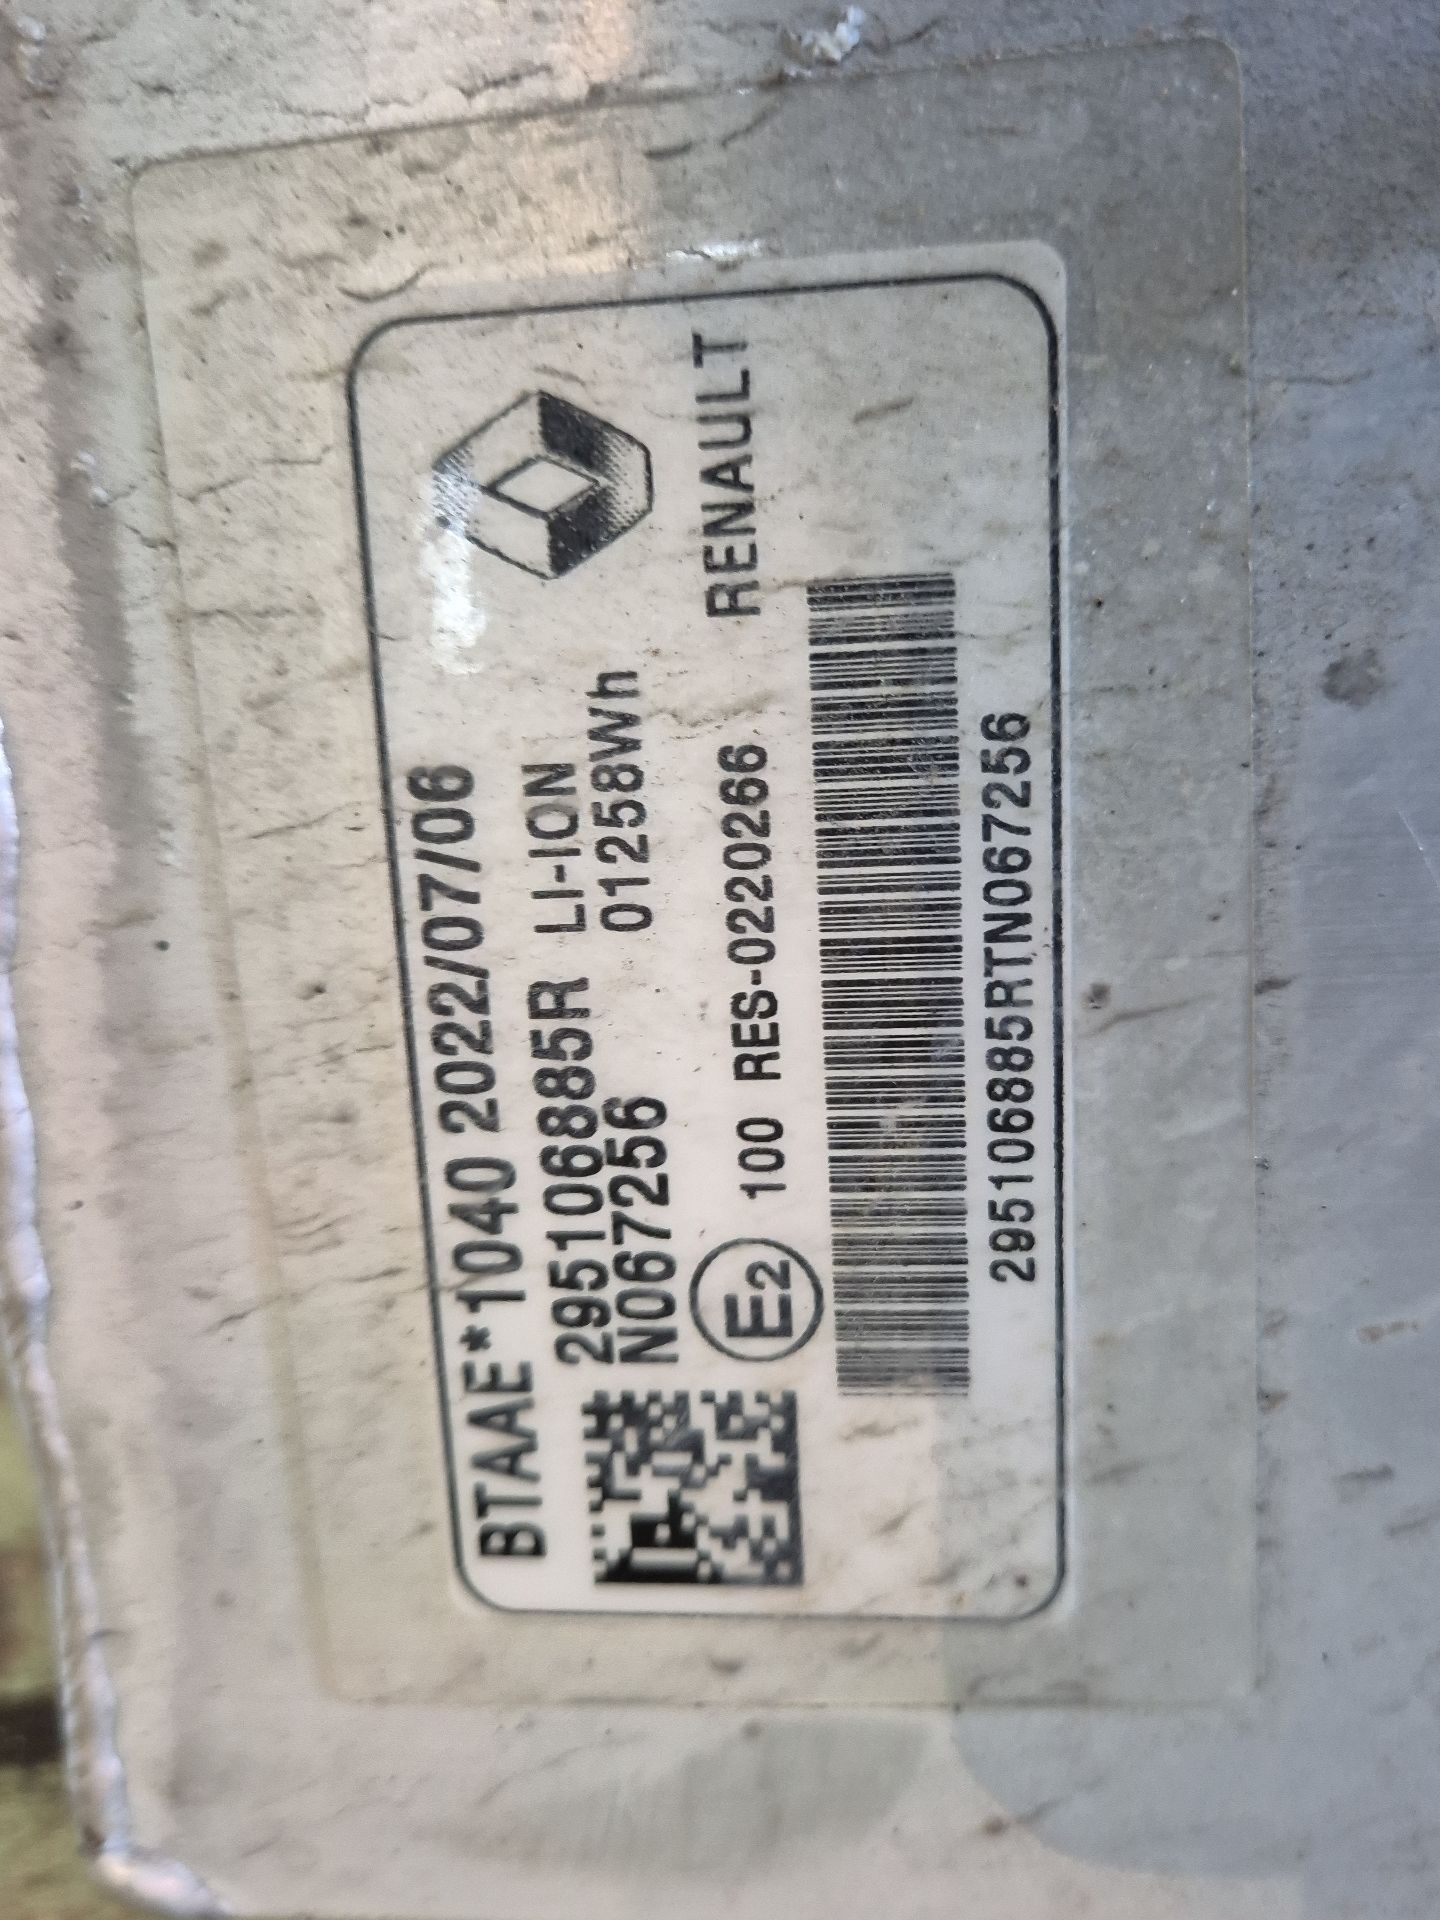 BTAAE*1040 2022/07/06
295106885R LI-ION
N067256 01258Wh
E2 100 RES-0220266 RENAULT
295106885RTN067256